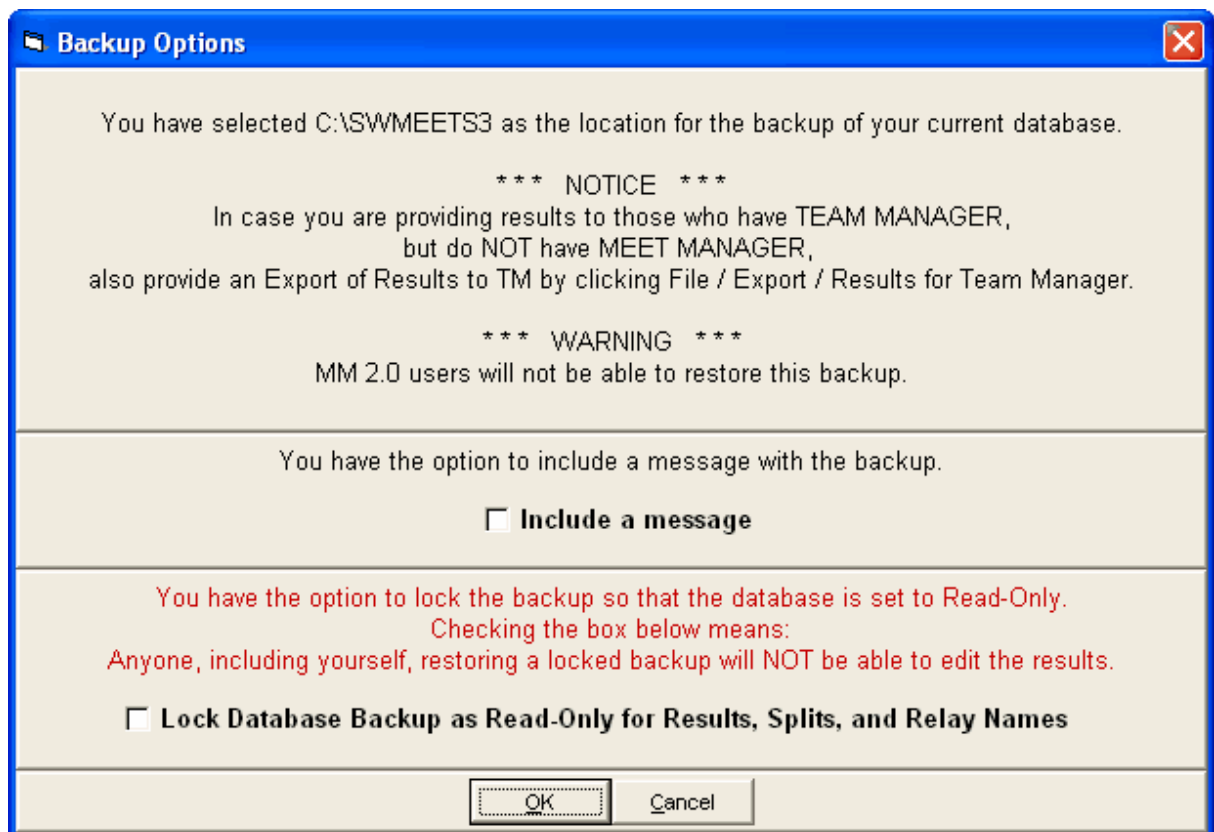 Backup Options
You have selected C:\SWMEETS3 as the location for the backup of your current database.
* * *   NOTICE   * * *
In case you are providing results to those who have TEAM MANAGER,
but do NOT have MEET MANAGER,
also provide an Export of Results to TM by clicking File / Export / Results for Team Manager.
* * *   WARNING   * * *
MM 2.0 users will not be able to restore this backup.
You have the option to include a message with the backup.
Include a message
You have the option to lock the backup so that the database is set to Read-Only.
Checking the box below means:
Anyone, including yourself, restoring a locked backup will NOT be able to edit the results.
Lock Database Backup as Read-Only for Results, Splits, and Relay Names
OK Cancel